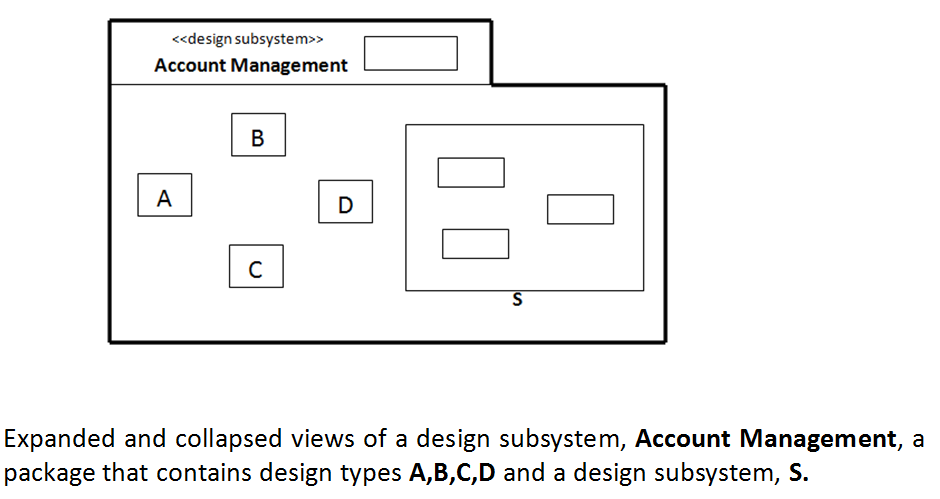 <<design subsystem>>
Account Management
B
A
D
C
S
Expanded and collapsed views of a design subsystem, Account Management, a
package that contains design types A,B,C,D and a design subsystem, S.